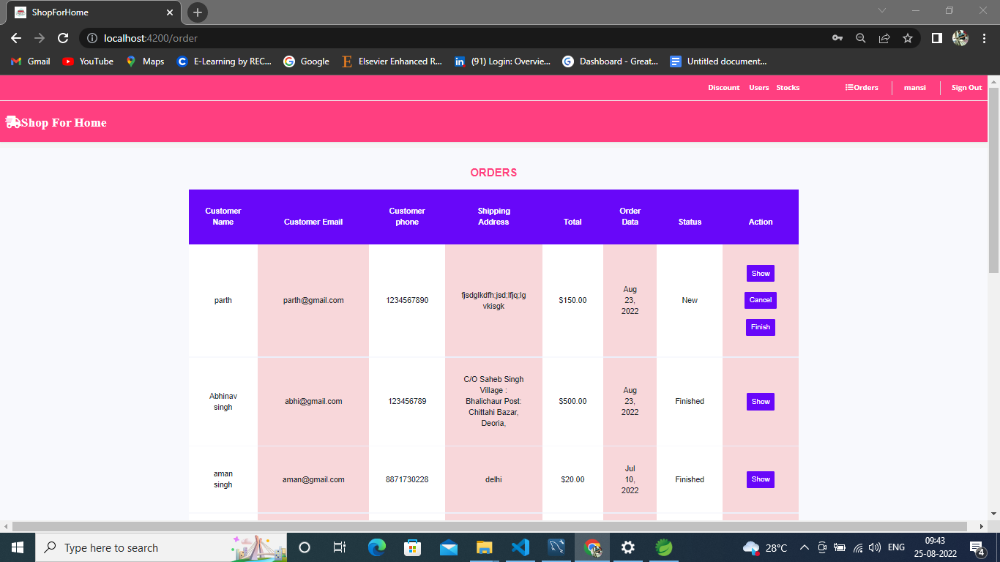 ShopForHome
localhost:4200/order
Gmail YouTube Maps E-Learning by REC... Google Elsevier Enhanced R... (91) Login: Overvie... Dashboard - Great... Untitled document...
Discount Users Stocks Orders mansi Sign Out
Shop For Home
ORDERS
Customer Name
Customer Email
Customer phone
Shipping Address
Total
Order Data
Status
Action
parth
parth@gmail.com
1234567890
fjsdglkdfh;jsd;lfjq;lg
vkisgk
$150.00
Aug
23,
2022
New
Show
Cancel
Finish
Abhinav
singh
abhi@gmail.com
123456789
C/O Saheb Singh
Village :
Bhalichaur Post:
Chittahi Bazar,
Deoria,
$500.00
Aug
23,
2022
Finished
Show
aman
singh
aman@gmail.com
8871730228
delhi
$20.00
Jul
10,
2022
Finished
Show
Type here to search
28°C
ENG
09:43
25-08-2022
4